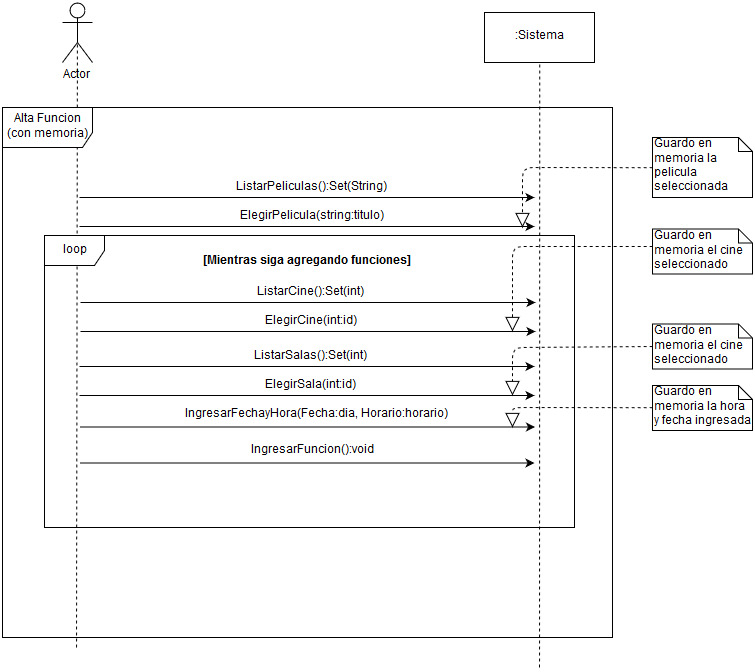 :Sistema
Actor
Alta Funcion
(con memoria)
Guardo en
memoria la
pelicula
seleccionada
ListarPeliculas():Set(String)
ElegirPelicula(string:titulo)
loop
[Mientras siga agregando funciones]
Guardo en
memoria el cine
seleccionado
ListarCine():Set(int)
ElegirCine(int:id)
Guardo en
memoria el cine
seleccionado
ListarSalas():Set(int)
ElegirSala(int:id)
Guardo en
memoria la hora
y fecha ingresada
IngresarFechayHora(Fecha:dia, Horario:horario)
IngresarFuncion():void